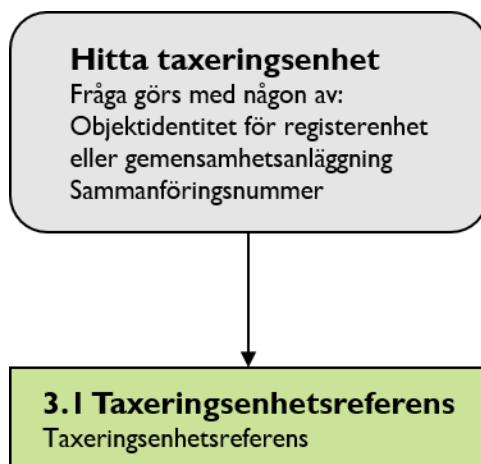 Hitta taxeringsenhet
Fråga görs med någon av:
Objektidentitet för registerenhet
eller gemensamhetsanläggning
Sammanföringsnummer
3.1 Taxeringsenhetsreferens
Taxeringsenhetsreferens